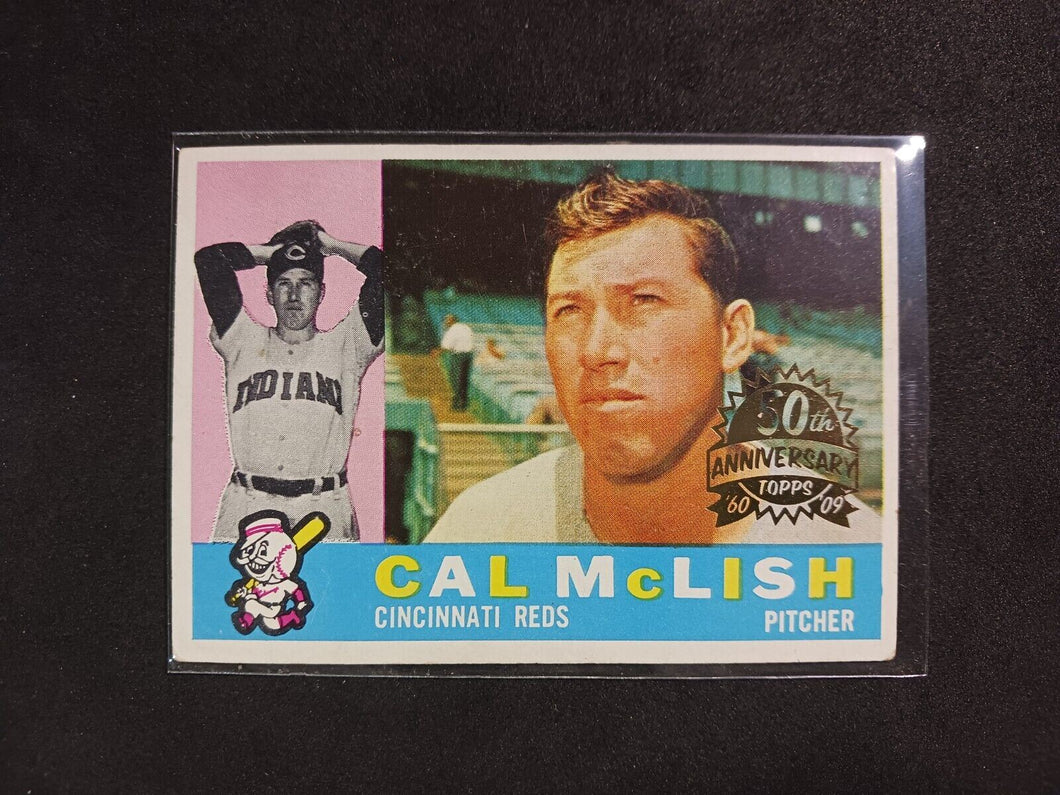 C
INDIANS
50th
ANNIVERSARY
TOPPS
'60 '09
CAL McLISH
CINCINNATI REDS
PITCHER